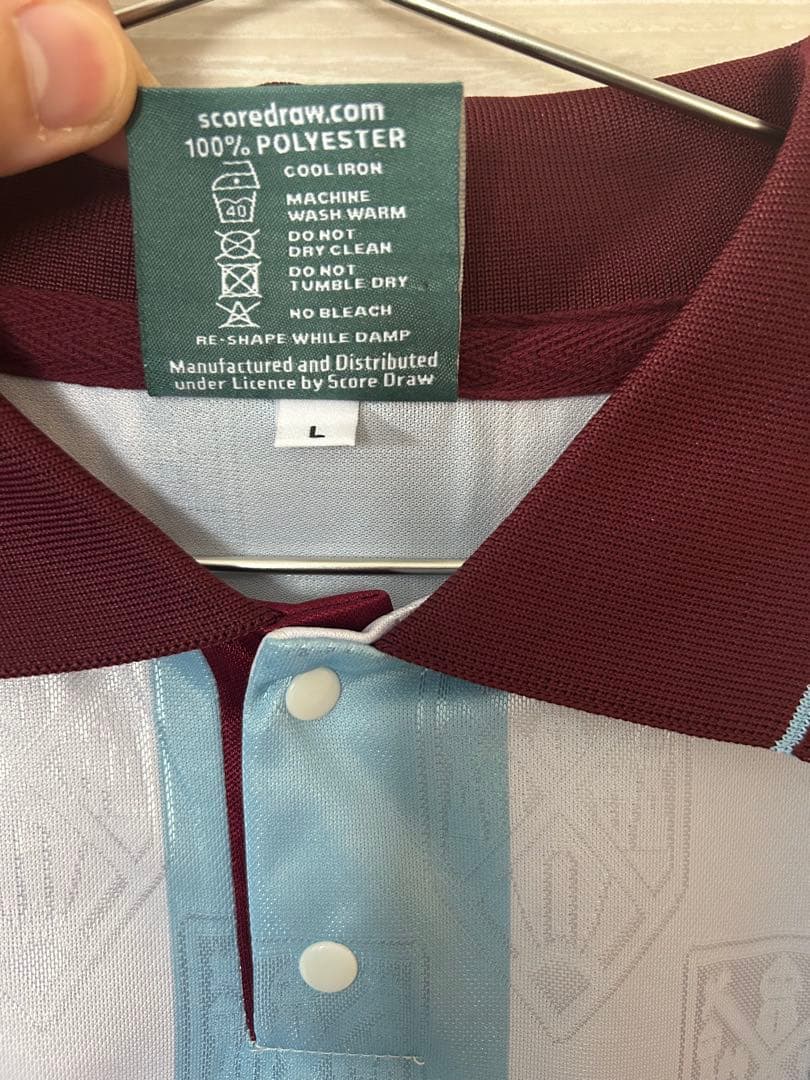 scoredraw.com
100% POLYESTER
COOL IRON
40
MACHINE
WASH WARM
DO NOT
DRY CLEAN
DO NOT
TUMBLE DRY
NO BLEACH
RE-SHAPE WHILE DAMP
Manufactured and Distributed
under Licence by Score Draw
L